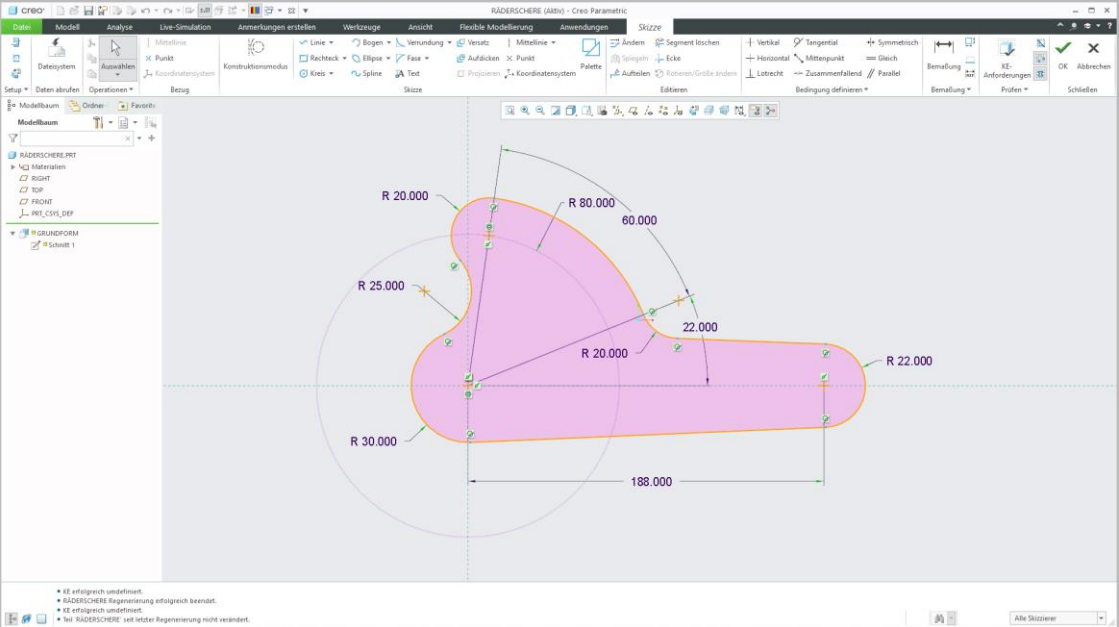 creo RÄDERSCHERE (Aktiv) - Creo Parametric
Datei Modell Analyse Live-Simulation Anmerkungen erstellen Werkzeuge Ansicht Flexible Modellierung Anwendungen Skizze
Mittellinie Linie Bogen Verrundung Versatz Mittellinie Ändern Segment löschen Vertikal Tangential Symmetrisch
Dateisystem Auswählen Punkt Konstruktionsmodus Rechteck Ellipse Fase Aufdicken Punkt Palette Spiegeln Ecke Horizontal Mittenpunkt Gleich Bemaßung KE-Anforderungen OK Abbrechen
Koordinatensystem Kreis Spline Text Projizieren Koordinatensystem Aufteilen Rotieren/Größe ändern Lotrecht Zusammenfallend Parallel
Setup Daten abrufen Operationen Bezug Skizze Editieren Bedingung definieren Bemaßung Prüfen Schließen
Modellbaum Ordner Favorite
Modellbaum
RÄDERSCHERE.PRT
Materialien
RIGHT
TOP
FRONT
PRT_CSYS_DEF
GRUNDFORM
Schnitt 1
R 20.000
R 80.000
60.000
R 25.000
22.000
R 20.000
R 22.000
R 30.000
188.000
• KE erfolgreich umdefiniert.
• RÄDERSCHERE Regenerierung erfolgreich beendet.
• KE erfolgreich umdefiniert.
• Teil 'RÄDERSCHERE' seit letzter Regenerierung nicht verändert.
Alle Skizzierer